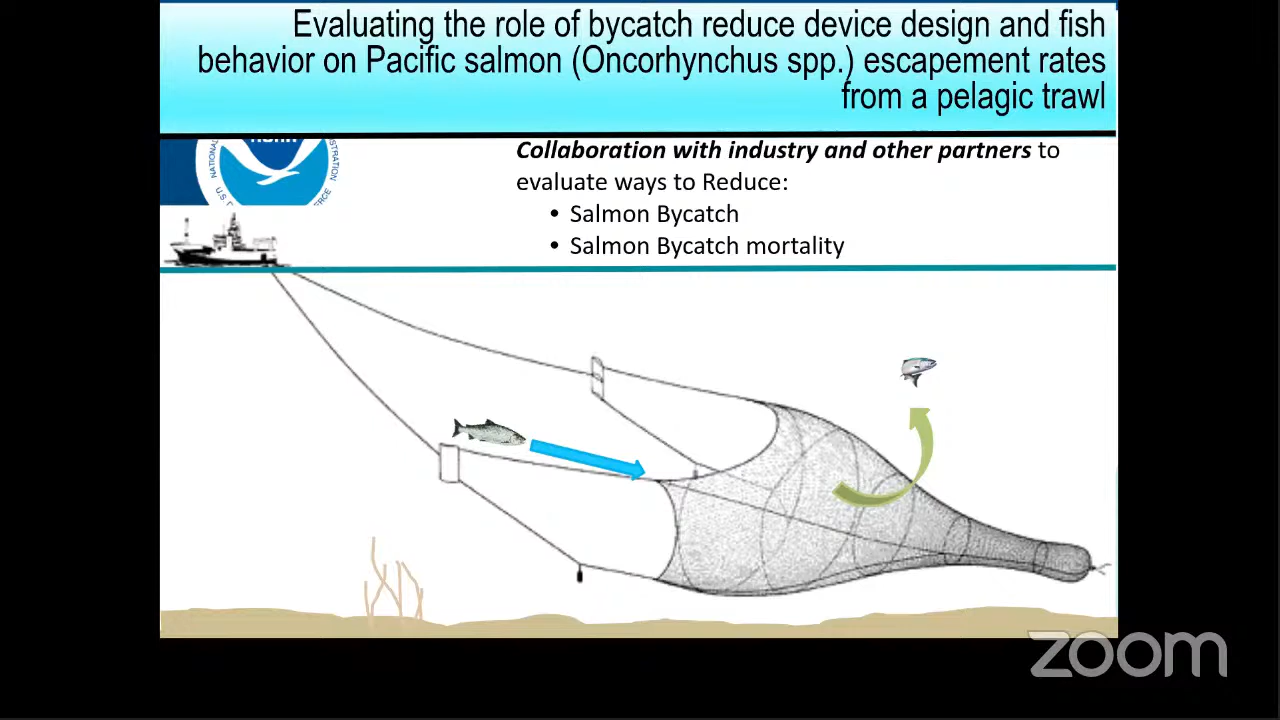 Evaluating the role of bycatch reduce device design and fish
behavior on Pacific salmon (Oncorhynchus spp.) escapement rates
from a pelagic trawl
Collaboration with industry and other partners to
evaluate ways to Reduce:
• Salmon Bycatch
• Salmon Bycatch mortality
NATIONAL
U.S.
zoom